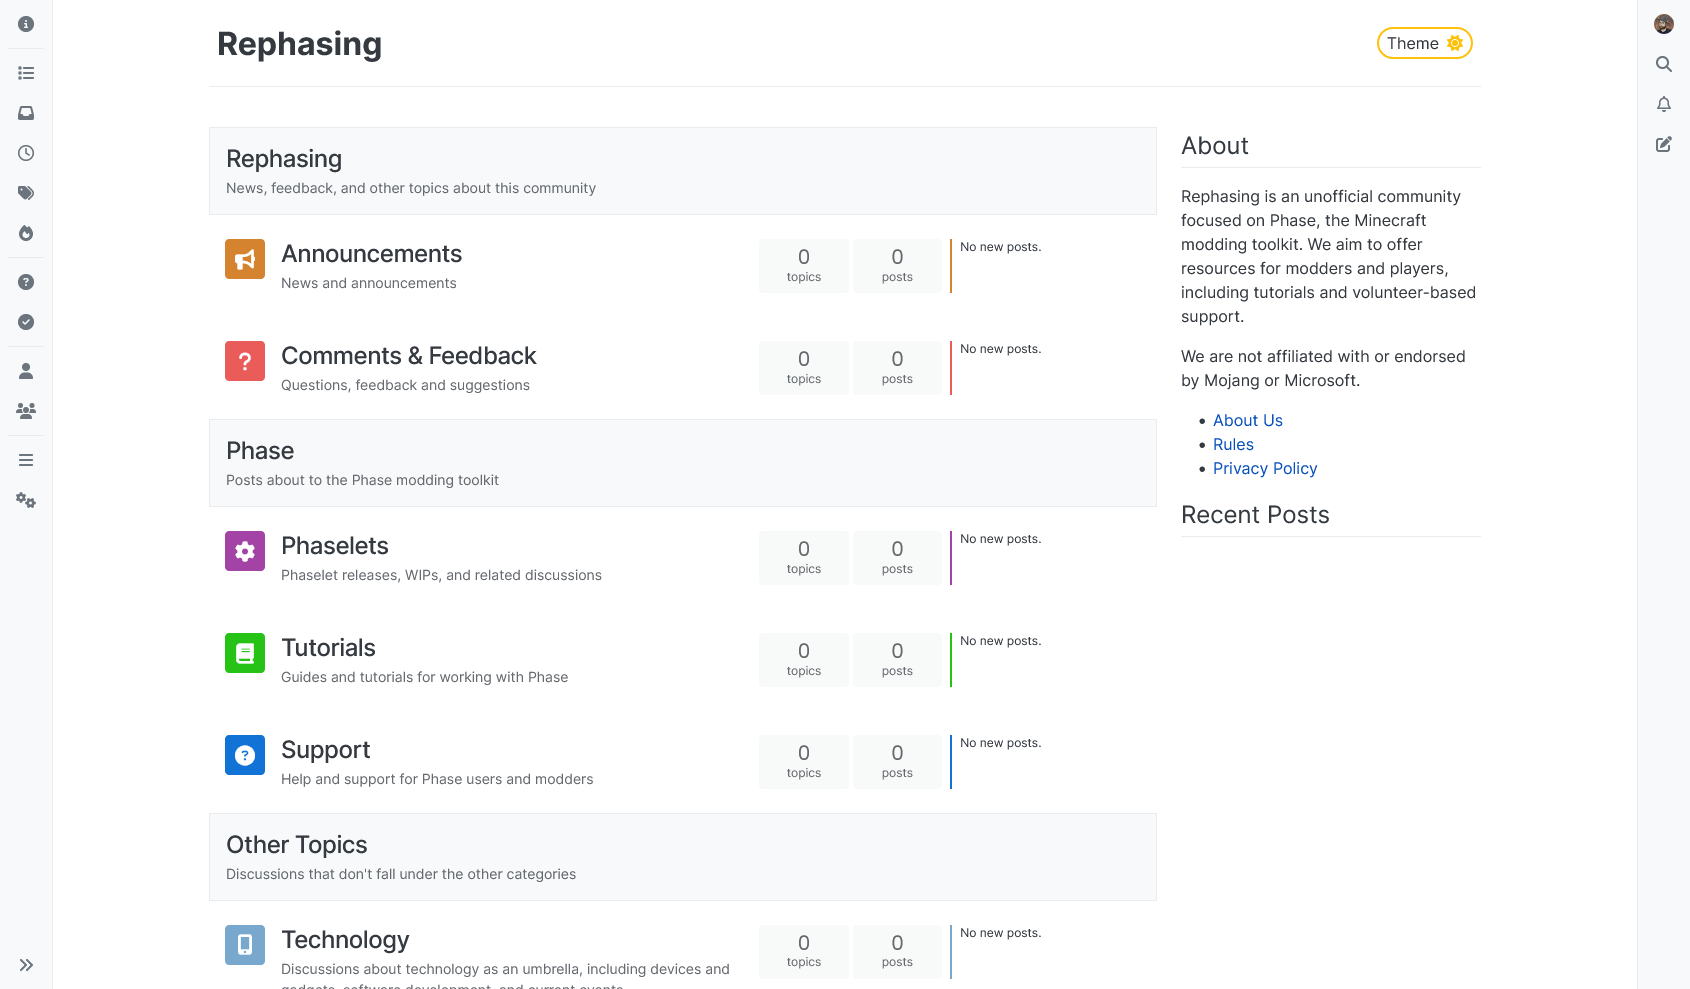 Rephasing
Theme
Rephasing
News, feedback, and other topics about this community
Announcements
News and announcements
0
topics
0
posts
No new posts.
Comments & Feedback
Questions, feedback and suggestions
0
topics
0
posts
No new posts.
Phase
Posts about to the Phase modding toolkit
Phaselets
Phaselet releases, WIPs, and related discussions
0
topics
0
posts
No new posts.
Tutorials
Guides and tutorials for working with Phase
0
topics
0
posts
No new posts.
Support
Help and support for Phase users and modders
0
topics
0
posts
No new posts.
Other Topics
Discussions that don't fall under the other categories
Technology
Discussions about technology as an umbrella, including devices and
gadgets, software development, and current events
0
topics
0
posts
No new posts.
About
Rephasing is an unofficial community
focused on Phase, the Minecraft
modding toolkit. We aim to offer
resources for modders and players,
including tutorials and volunteer-based
support.
We are not affiliated with or endorsed
by Mojang or Microsoft.
About Us
Rules
Privacy Policy
Recent Posts